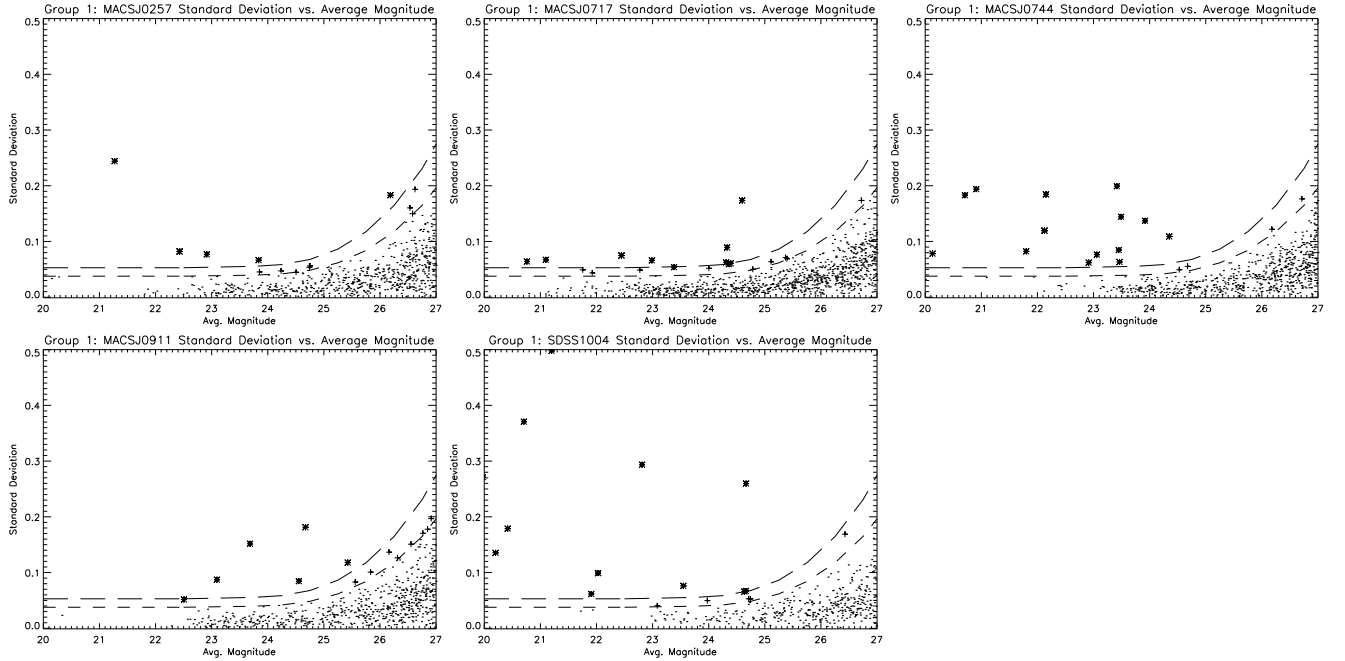 Group 1: MACSJ0257 Standard Deviation vs. Average Magnitude
0.5
0.4
0.3
0.2
0.1
0.0
Standard Deviation
20 21 22 23 24 25 26 27
Avg. Magnitude
Group 1: MACSJ0717 Standard Deviation vs. Average Magnitude
0.5
0.4
0.3
0.2
0.1
0.0
Standard Deviation
20 21 22 23 24 25 26 27
Avg. Magnitude
Group 1: MACSJ0744 Standard Deviation vs. Average Magnitude
0.5
0.4
0.3
0.2
0.1
0.0
Standard Deviation
20 21 22 23 24 25 26 27
Avg. Magnitude
Group 1: MACSJ0911 Standard Deviation vs. Average Magnitude
0.5
0.4
0.3
0.2
0.1
0.0
Standard Deviation
20 21 22 23 24 25 26 27
Avg. Magnitude
Group 1: SDSS1004 Standard Deviation vs. Average Magnitude
0.5
0.4
0.3
0.2
0.1
0.0
Standard Deviation
20 21 22 23 24 25 26 27
Avg. Magnitude